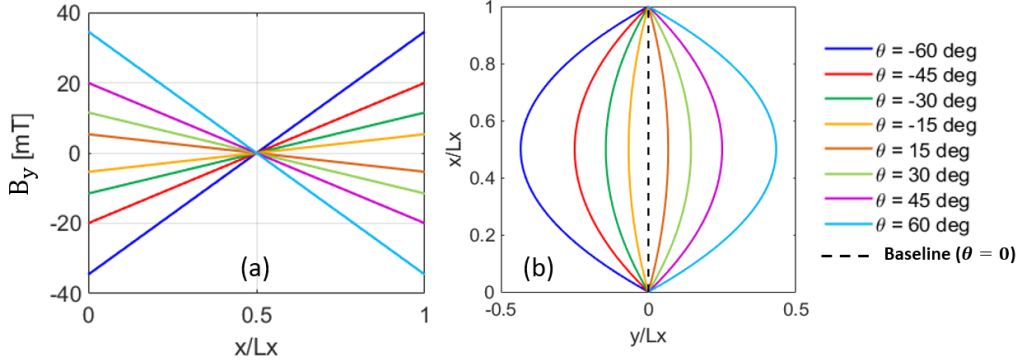 40
20
0
-20
-40
B_y [mT]
0
0.5
1
x/Lx
(a)
1
0.8
0.6
0.4
0.2
0
x/Lx
-0.5
0
0.5
y/Lx
(b)
θ = -60 deg
θ = -45 deg
θ = -30 deg
θ = -15 deg
θ = 15 deg
θ = 30 deg
θ = 45 deg
θ = 60 deg
Baseline (θ = 0)